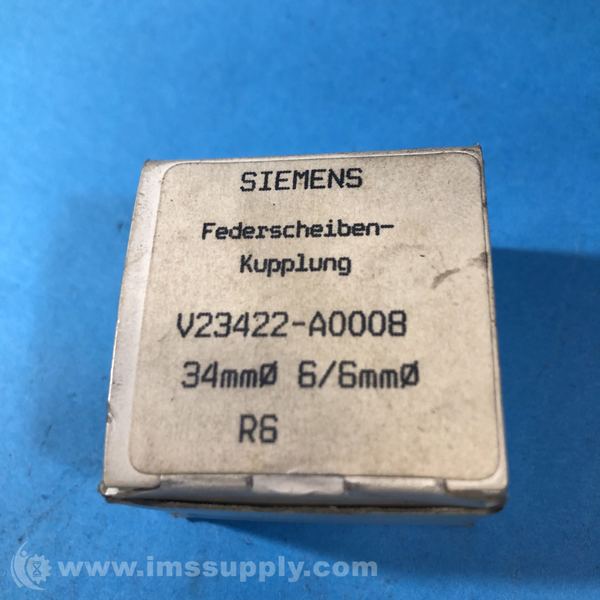 SIEMENS
Federscheiben-
Kupplung
V23422-A0008
34mmØ 6/6mmØ
R6
www.imssupply.com